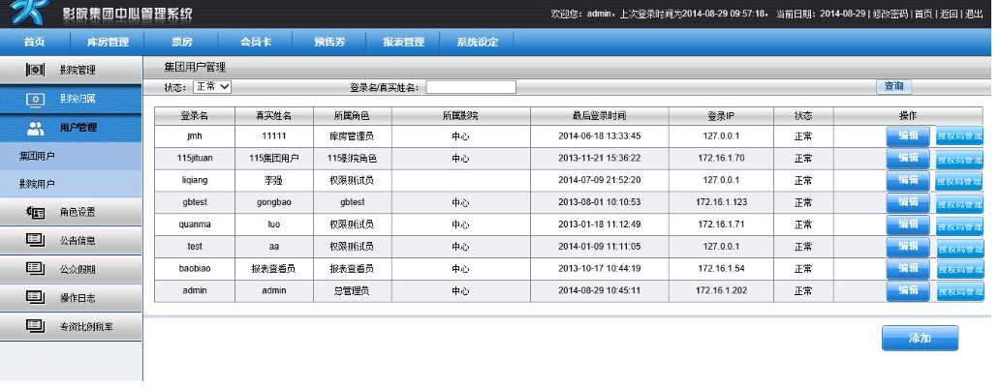 影院集团中心管理系统
欢迎您：admin，上次登录时间为2014-08-29 09:57:18， 当前日期：2014-08-29 | 修改密码 | 首页 | 返回 | 退出
首页 库房管理 票房 会员卡 预售券 报表管理 系统设定
影院管理
影院归属
用户管理
集团用户
影院用户
角色设置
公告信息
公众假期
操作日志
专资比例税率
集团用户管理
状态： 正常 登录名/真实姓名： 查询
登录名 真实姓名 所属角色 所属影院 最后登录时间 登录IP 状态 操作
jmh 11111 库房管理员 中心 2014-06-18 13:33:45 127.0.0.1 正常 编辑 授权码管理
115jituan 115集团用户 115影院角色 中心 2013-11-21 15:36:22 172.16.1.70 正常 编辑 授权码管理
liqiang 李强 权限测试员 2014-07-09 21:52:20 127.0.0.1 正常 编辑 授权码管理
gbtest gongbao gbtest 中心 2013-08-01 10:10:53 172.16.1.123 正常 编辑 授权码管理
quanma luo 权限测试员 中心 2013-01-18 11:12:49 172.16.1.71 正常 编辑 授权码管理
test aa 权限测试员 中心 2014-01-09 11:11:05 127.0.0.1 正常 编辑 授权码管理
baobiao 报表查看员 报表查看员 中心 2013-10-17 10:44:19 172.16.1.54 正常 编辑 授权码管理
admin admin 总管理员 中心 2014-08-29 10:45:11 172.16.1.202 正常 编辑 授权码管理
添加